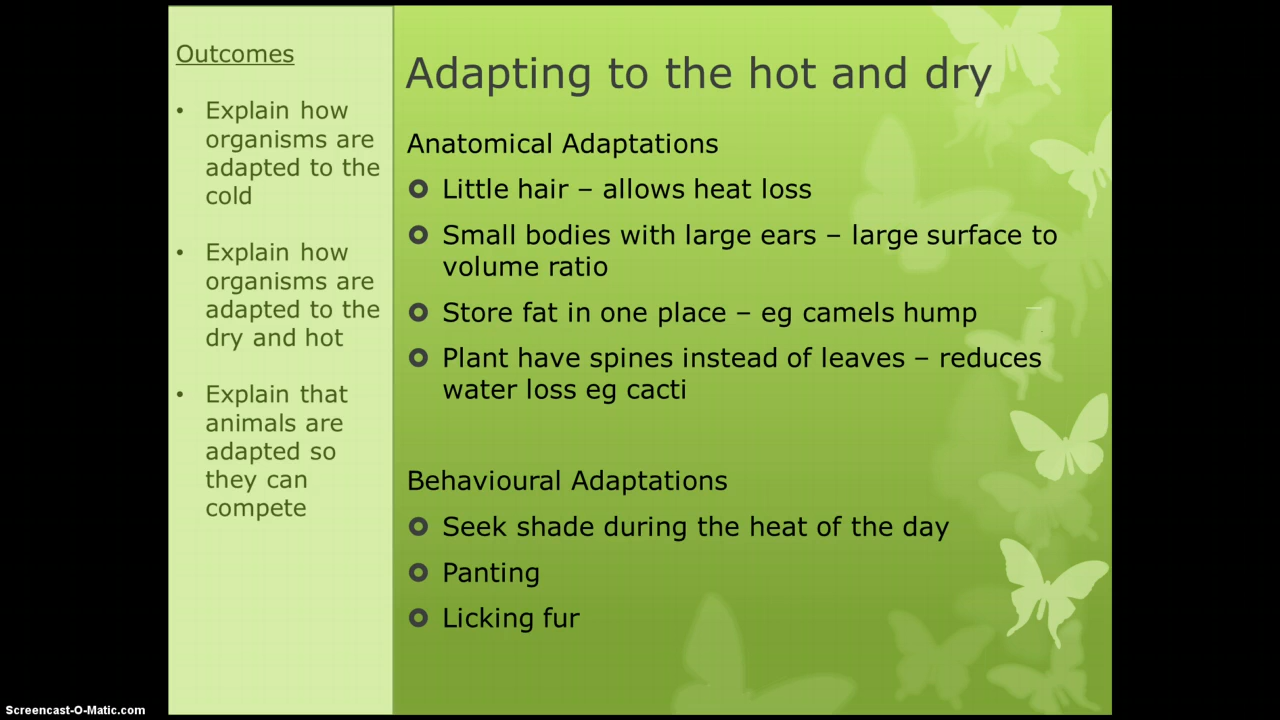 Outcomes
• Explain how
organisms are
adapted to the
cold
• Explain how
organisms are
adapted to the
dry and hot
• Explain that
animals are
adapted so
they can
compete
Adapting to the hot and dry
Anatomical Adaptations
Little hair – allows heat loss
Small bodies with large ears – large surface to
volume ratio
Store fat in one place – eg camels hump
Plant have spines instead of leaves – reduces
water loss eg cacti
Behavioural Adaptations
Seek shade during the heat of the day
Panting
Licking fur
Screencast-O-Matic.com